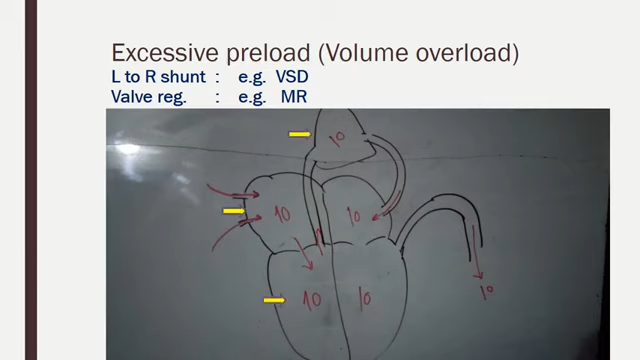 Excessive preload (Volume overload)
L to R shunt : e.g. VSD
Valve reg. : e.g. MR
10
10 10
10 10
10